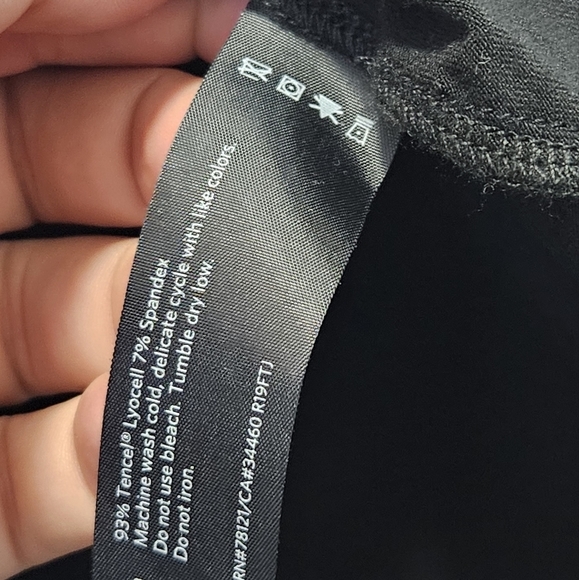 93% Tencel® Lyocell 7% Spandex
Machine wash cold, delicate cycle with like colors.
Do not use bleach. Tumble dry low.
Do not iron.
RN#78121/CA#34460 R19FTJ